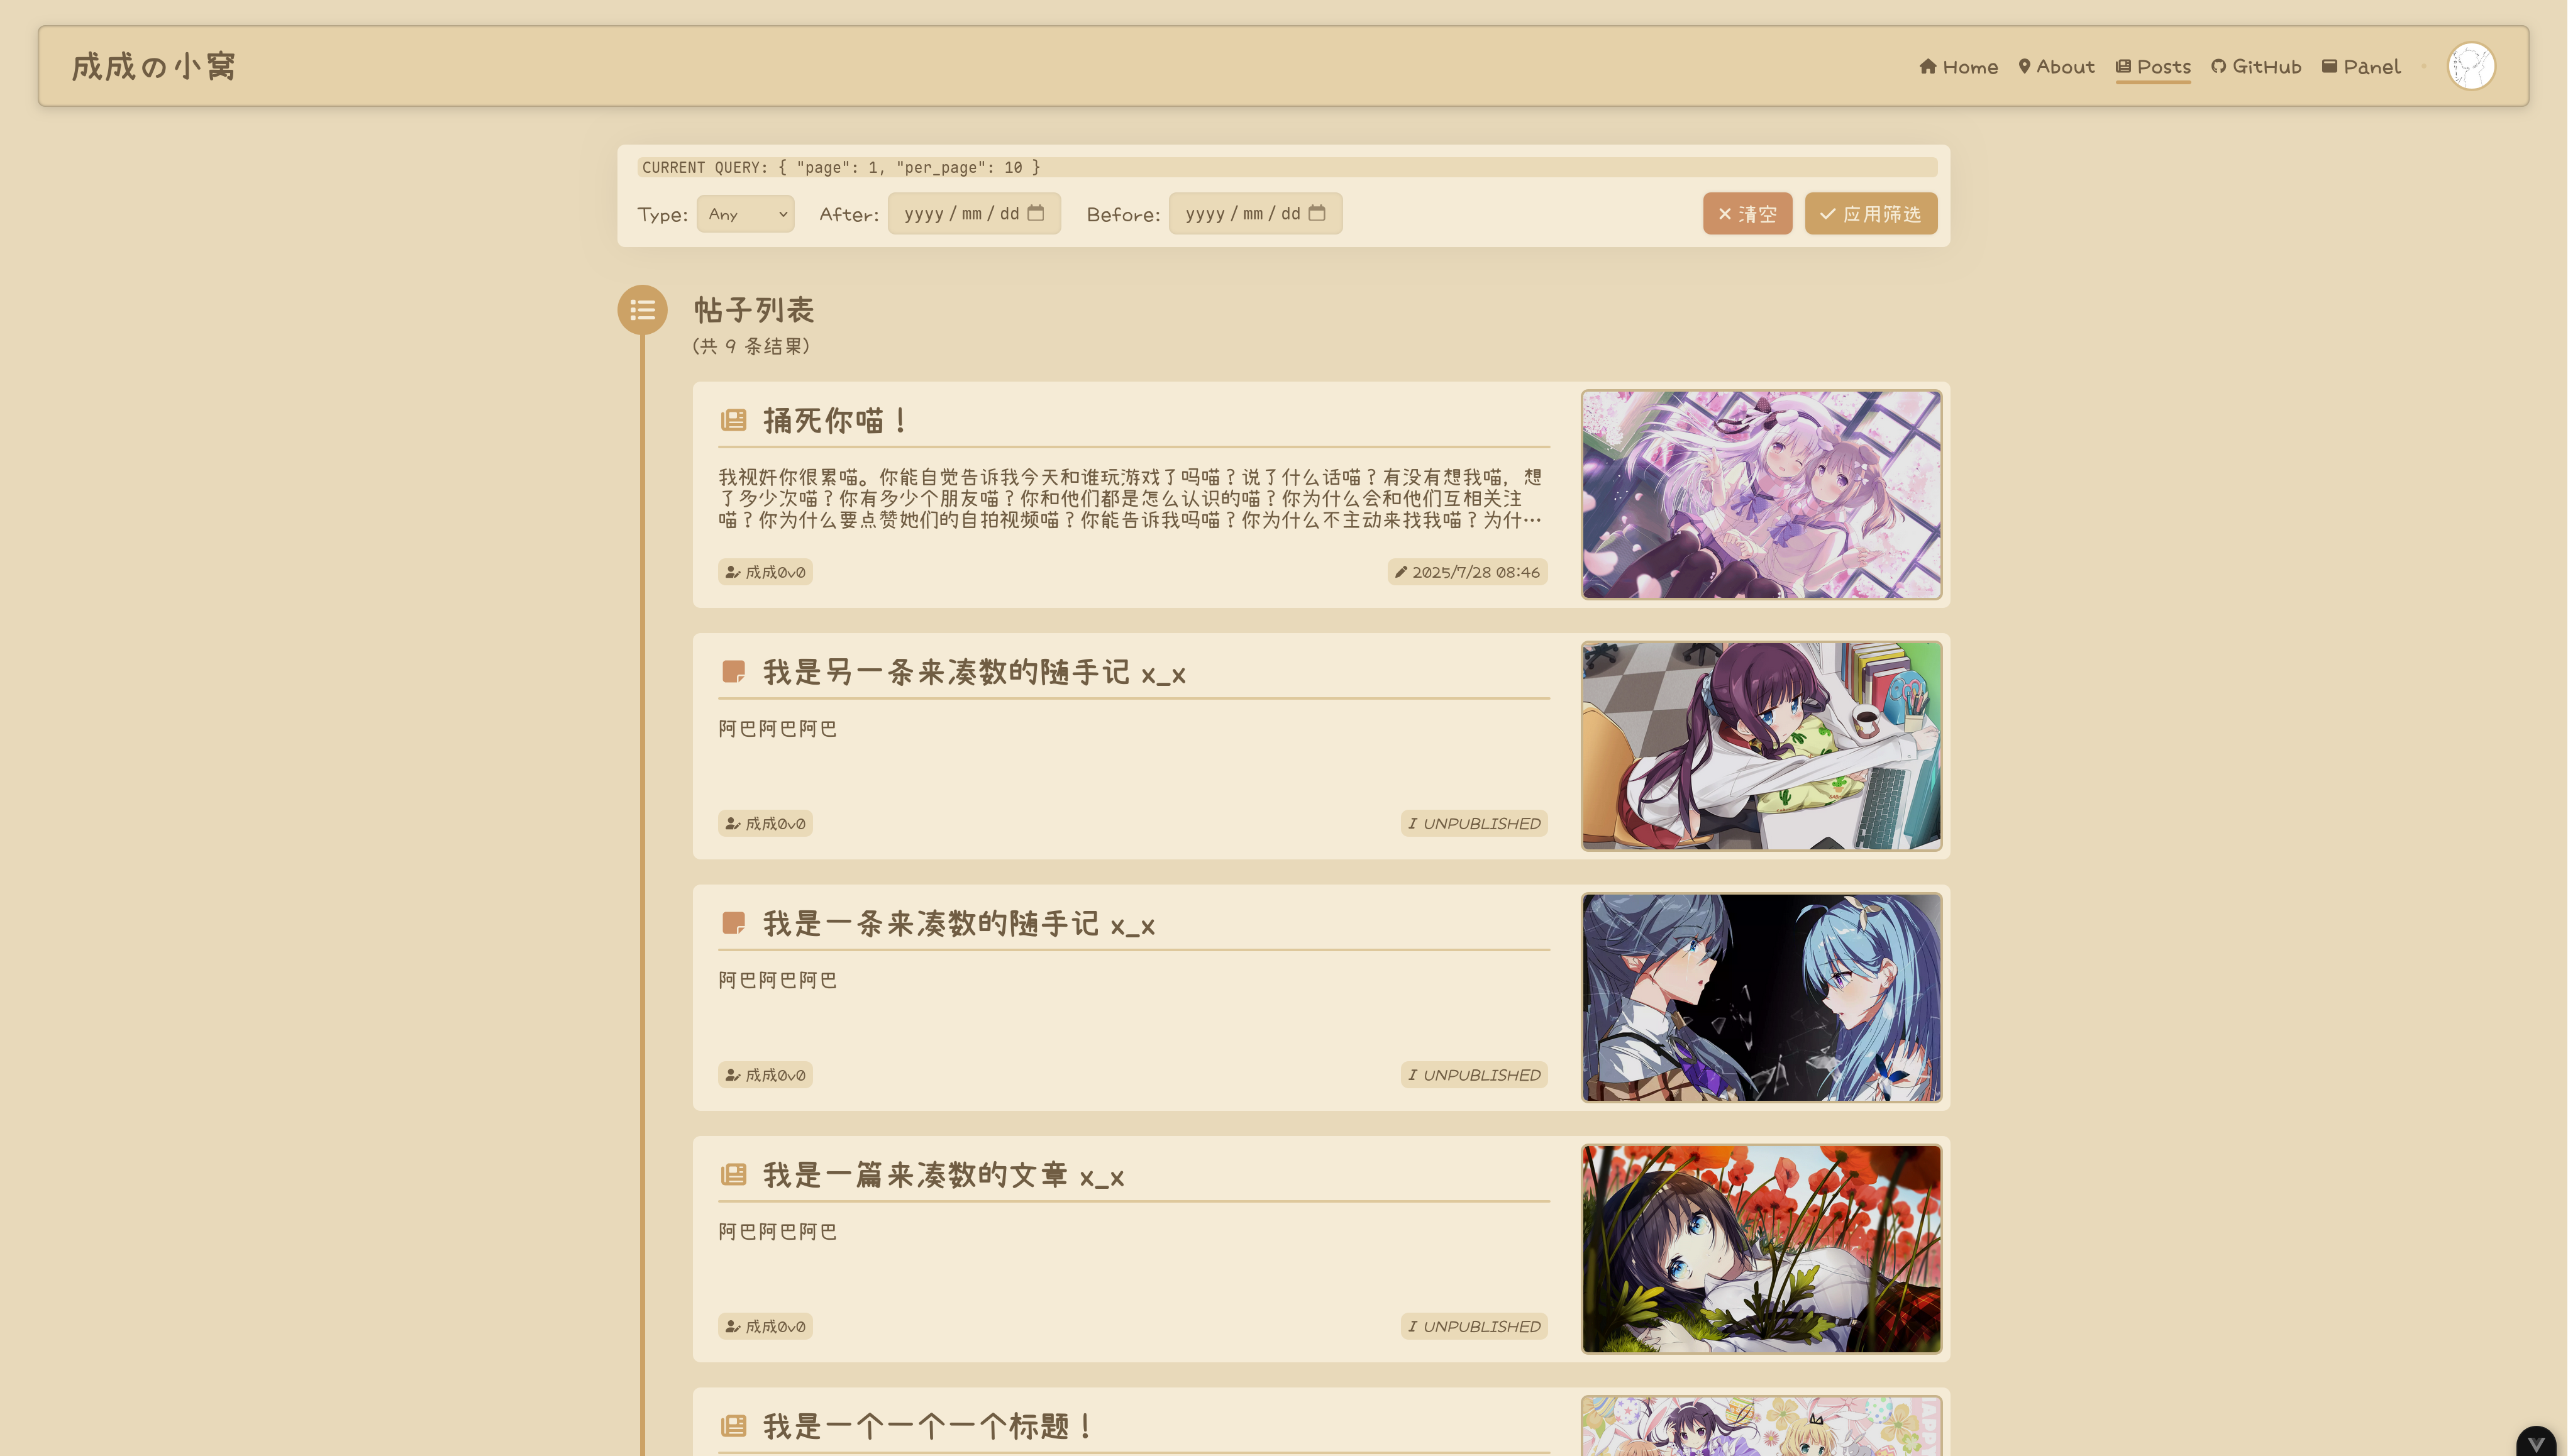 成成の小窝
Home About Posts GitHub Panel
CURRENT QUERY: { "page": 1, "per_page": 10 }
Type: Any After: yyyy / mm / dd Before: yyyy / mm / dd 清空 应用筛选
帖子列表
(共 9 条结果)
捅死你喵！
我视奸你很累喵。你能自觉告诉我今天和谁玩游戏了吗喵？说了什么话喵？有没有想我喵，想
了多少次喵？你有多少个朋友喵？你和他们都是怎么认识的喵？你为什么会和他们互相关注
喵？你为什么要点赞她们的自拍视频喵？你能告诉我吗喵？你为什么不主动来找我喵？为什…
成成0v0 2025/7/28 08:46
我是另一条来凑数的随手记 x_x
阿巴阿巴阿巴
成成0v0 UNPUBLISHED
我是一条来凑数的随手记 x_x
阿巴阿巴阿巴
成成0v0 UNPUBLISHED
我是一篇来凑数的文章 x_x
阿巴阿巴阿巴
成成0v0 UNPUBLISHED
我是一个一个一个标题！